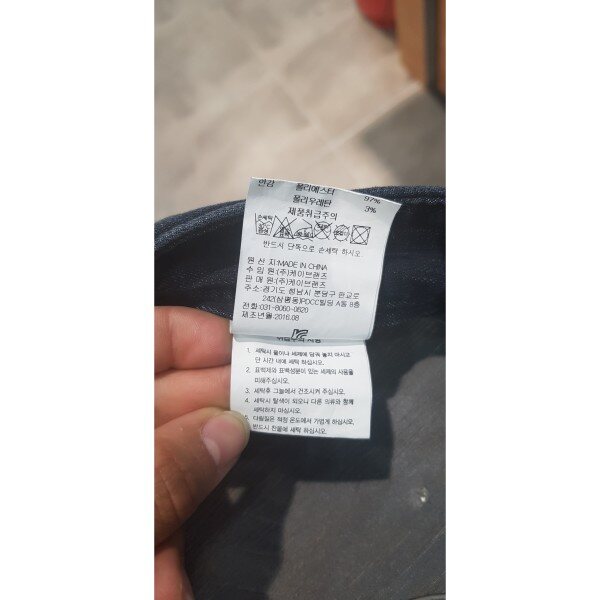 안감 폴리에스터 97%
폴리우레탄 3%
제품취급주의
반드시 단독으로 손세탁 하시오.
원 산 지:MADE IN CHINA
수 입 원:(주)케이브랜즈
판 매 원:(주)케이브랜즈
주소:경기도 성남시 분당구 판교로
242(삼평동)PDCC빌딩 A동 8층
전화:031-8060-0620
제조년월:2016.08
1. 세탁시 물이나 세제에 담궈 놓지 마시고
단 시간 내에 세탁 하십시오.
2. 표백제와 표백성분이 있는 세제의 사용을
피해주십시오.
3. 세탁후 그늘에서 건조시켜 주십시오.
4. 세탁시 탈색이 되오니 다른 의류와 함께
세탁하지 마십시오.
5. 다림질은 적정 온도에서 가볍게 하십시오.
반드시 찬물에 세탁 하십시오.